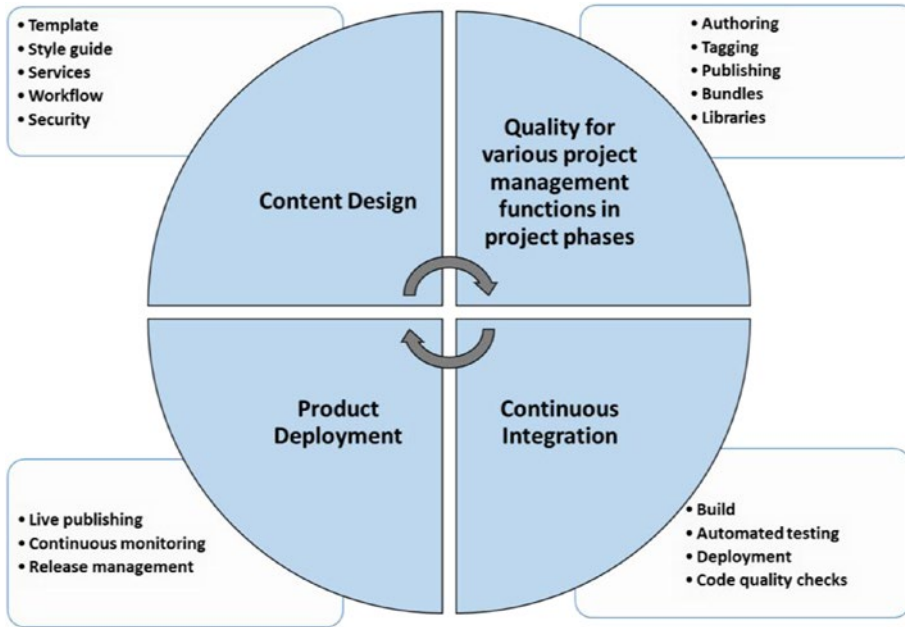 • Template
• Style guide
• Services
• Workflow
• Security
• Authoring
• Tagging
• Publishing
• Bundles
• Libraries
Content Design
Quality for
various project
management
functions in
project phases
Product
Deployment
Continuous
Integration
• Live publishing
• Continuous monitoring
• Release management
• Build
• Automated testing
• Deployment
• Code quality checks